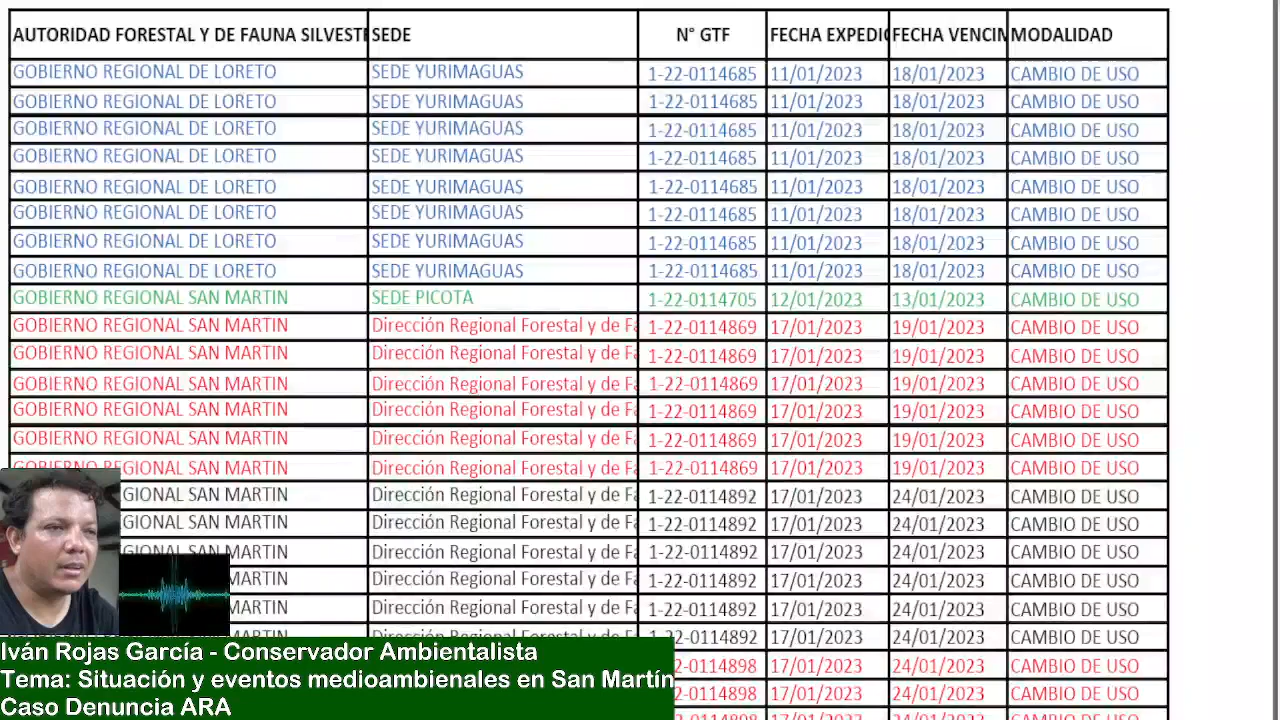 AUTORIDAD FORESTAL Y DE FAUNA SILVEST SEDE N° GTF FECHA EXPEDI FECHA VENCIM MODALIDAD
GOBIERNO REGIONAL DE LORETO SEDE YURIMAGUAS 1-22-0114685 11/01/2023 18/01/2023 CAMBIO DE USO
GOBIERNO REGIONAL DE LORETO SEDE YURIMAGUAS 1-22-0114685 11/01/2023 18/01/2023 CAMBIO DE USO
GOBIERNO REGIONAL DE LORETO SEDE YURIMAGUAS 1-22-0114685 11/01/2023 18/01/2023 CAMBIO DE USO
GOBIERNO REGIONAL DE LORETO SEDE YURIMAGUAS 1-22-0114685 11/01/2023 18/01/2023 CAMBIO DE USO
GOBIERNO REGIONAL DE LORETO SEDE YURIMAGUAS 1-22-0114685 11/01/2023 18/01/2023 CAMBIO DE USO
GOBIERNO REGIONAL DE LORETO SEDE YURIMAGUAS 1-22-0114685 11/01/2023 18/01/2023 CAMBIO DE USO
GOBIERNO REGIONAL DE LORETO SEDE YURIMAGUAS 1-22-0114685 11/01/2023 18/01/2023 CAMBIO DE USO
GOBIERNO REGIONAL DE LORETO SEDE YURIMAGUAS 1-22-0114685 11/01/2023 18/01/2023 CAMBIO DE USO
GOBIERNO REGIONAL SAN MARTIN SEDE PICOTA 1-22-0114705 12/01/2023 13/01/2023 CAMBIO DE USO
GOBIERNO REGIONAL SAN MARTIN Dirección Regional Forestal y de Fa 1-22-0114869 17/01/2023 19/01/2023 CAMBIO DE USO
GOBIERNO REGIONAL SAN MARTIN Dirección Regional Forestal y de Fa 1-22-0114869 17/01/2023 19/01/2023 CAMBIO DE USO
GOBIERNO REGIONAL SAN MARTIN Dirección Regional Forestal y de Fa 1-22-0114869 17/01/2023 19/01/2023 CAMBIO DE USO
GOBIERNO REGIONAL SAN MARTIN Dirección Regional Forestal y de Fa 1-22-0114869 17/01/2023 19/01/2023 CAMBIO DE USO
GOBIERNO REGIONAL SAN MARTIN Dirección Regional Forestal y de Fa 1-22-0114869 17/01/2023 19/01/2023 CAMBIO DE USO
GOBIERNO REGIONAL SAN MARTIN Dirección Regional Forestal y de Fa 1-22-0114869 17/01/2023 19/01/2023 CAMBIO DE USO
GIONAL SAN MARTIN Dirección Regional Forestal y de Fa 1-22-0114892 17/01/2023 24/01/2023 CAMBIO DE USO
GIONAL SAN MARTIN Dirección Regional Forestal y de Fa 1-22-0114892 17/01/2023 24/01/2023 CAMBIO DE USO
GIONAL SAN MARTIN Dirección Regional Forestal y de Fa 1-22-0114892 17/01/2023 24/01/2023 CAMBIO DE USO
MARTIN Dirección Regional Forestal y de Fa 1-22-0114892 17/01/2023 24/01/2023 CAMBIO DE USO
MARTIN Dirección Regional Forestal y de Fa 1-22-0114892 17/01/2023 24/01/2023 CAMBIO DE USO
Dirección Regional Forestal y de Fa 1-22-0114892 17/01/2023 24/01/2023 CAMBIO DE USO
2-0114898 17/01/2023 24/01/2023 CAMBIO DE USO
2-0114898 17/01/2023 24/01/2023 CAMBIO DE USO
Iván Rojas García - Conservador Ambientalista
Tema: Situación y eventos medioambienales en San Martín
Caso Denuncia ARA